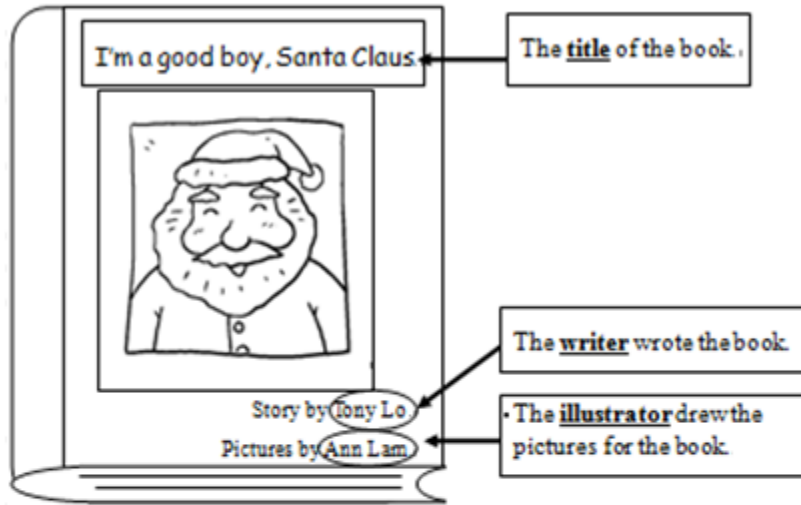 I'm a good boy, Santa Claus.
The title of the book.
The writer wrote the book.
Story by Tony Lo
The illustrator drew the
pictures for the book.
Pictures by Ann Lam